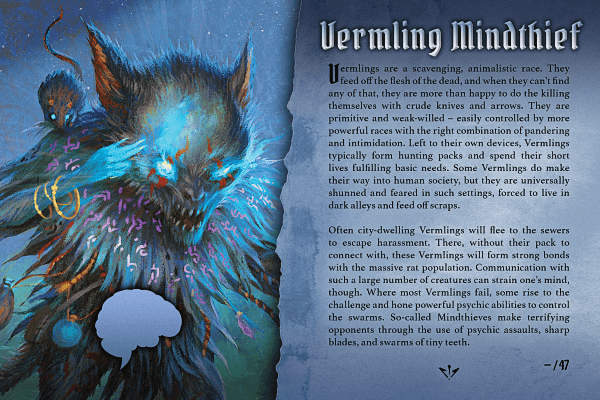 Vermling Mindthief
Vermlings are a scavenging, animalistic race. They
feed off the flesh of the dead, and when they can't find
any of that, they are more than happy to do the killing
themselves with crude knives and arrows. They are
primitive and weak-willed – easily controlled by more
powerful races with the right combination of pandering
and intimidation. Left to their own devices, Vermlings
typically form hunting packs and spend their short
lives fulfilling basic needs. Some Vermlings do make
their way into human society, but they are universally
shunned and feared in such settings, forced to live in
dark alleys and feed off scraps.
Often city-dwelling Vermlings will flee to the sewers
to escape harassment. There, without their pack to
connect with, these Vermlings will form strong bonds
with the massive rat population. Communication with
such a large number of creatures can strain one's mind,
though. Where most Vermlings fail, some rise to the
challenge and hone powerful psychic abilities to control
the swarms. So-called Mindthieves make terrifying
opponents through the use of psychic assaults, sharp
blades, and swarms of tiny teeth.
– / 47